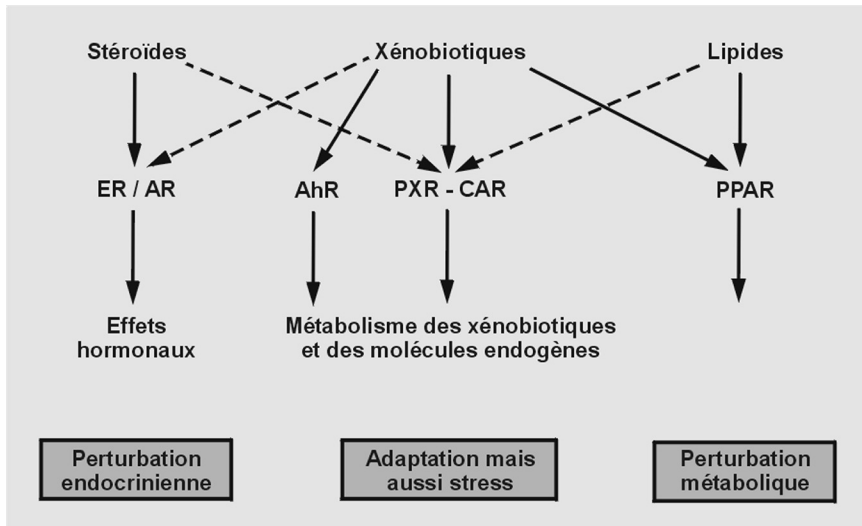 Stéroïdes
Xénobiotiques
Lipides
ER / AR
AhR
PXR - CAR
PPAR
Effets
hormonaux
Métabolisme des xénobiotiques
et des molécules endogènes
Perturbation
endocrinienne
Adaptation mais
aussi stress
Perturbation
métabolique